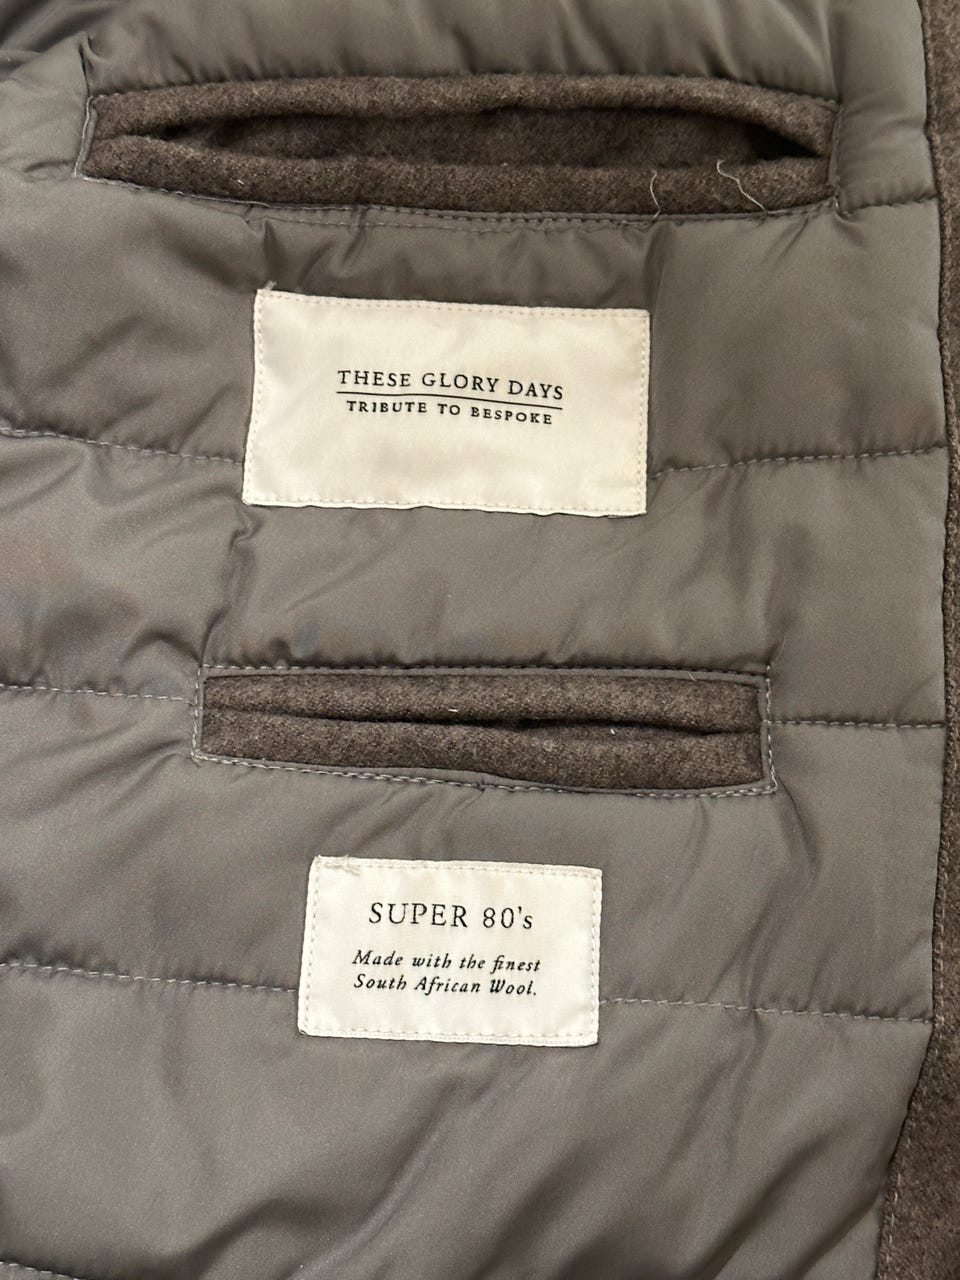 THESE GLORY DAYS
TRIBUTE TO BESPOKE
SUPER 80's
Made with the finest
South African Wool.